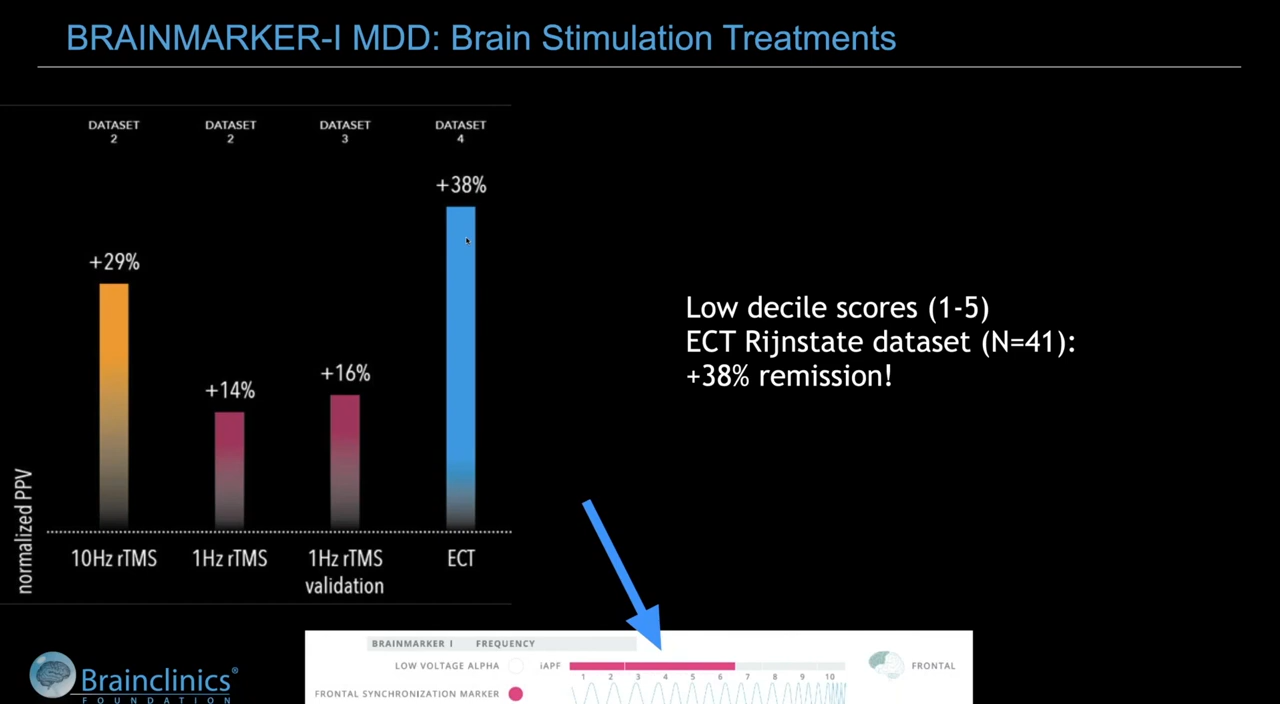 BRAINMARKER-I MDD: Brain Stimulation Treatments
DATASET 2
DATASET 2
DATASET 3
DATASET 4
+29%
+14%
+16%
+38%
normalized PPV
10Hz rTMS
1Hz rTMS
1Hz rTMS
validation
ECT
Low decile scores (1-5)
ECT Rijnstate dataset (N=41):
+38% remission!
BRAINMARKER I FREQUENCY
LOW VOLTAGE ALPHA iAPF FRONTAL
1 2 3 4 5 6 7 8 9 10
FRONTAL SYNCHRONIZATION MARKER
Brainclinics®
FOUNDATION